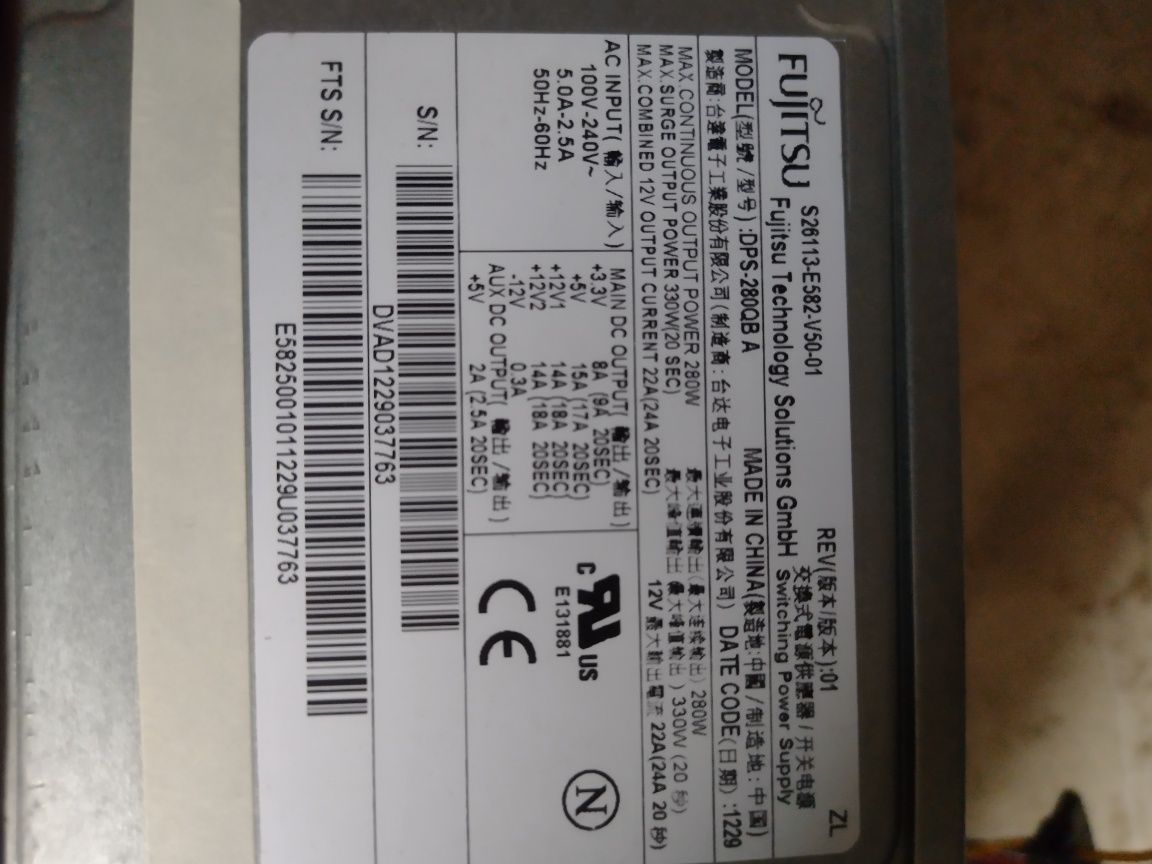 ZL
FUJITSU S26113-E582-V50-01 REV(版本/版本):01
交換式電源供應器/开关电源
Fujitsu Technology Solutions GmbH Switching Power Supply
MODEL(型號/型号):DPS-280QB A MADE IN CHINA(製造地:中國/制造地:中国)
製造商:台達電子工業股份有限公司(制造商:台达电子工业股份有限公司) DATE CODE(日期):1229
MAX.CONTINUOUS OUTPUT POWER 280W 最大連續輸出(最大连续输出) 280W
MAX SURGE OUTPUT POWER 330W(20 SEC) 最大峰值輸出(最大峰值输出) 330W(20 秒)
MAX.COMBINED 12V OUTPUT CURRENT 22A(24A 20SEC) 12V 最大輸出電流 22A(24A 20 秒)
AC INPUT(輸入/输入)
100V-240V~
5.0A-2.5A
50Hz-60Hz
MAIN DC OUTPUT(輸出/输出)
+3.3V 8A (9A 20SEC)
+5V 15A (17A 20SEC)
+12V1 14A (18A 20SEC)
+12V2 14A (18A 20SEC)
-12V 0.3A
AUX DC OUTPUT(輸出/输出)
+5V 2A (2.5A 20SEC)
C RU US
E131881
CE
N
S/N:
DVAD1229037763
FTS S/N:
E58250010112​29U037763